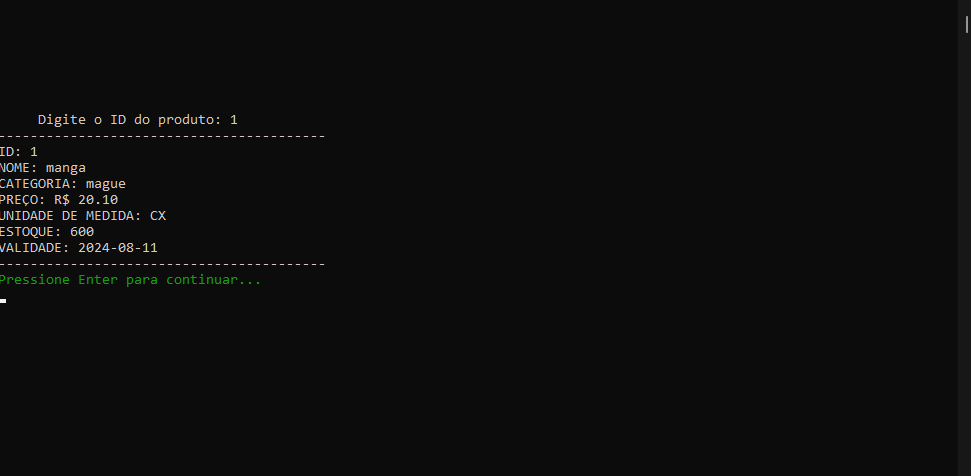 Digite o ID do produto: 1
-----------------------------------------
ID: 1
NOME: manga
CATEGORIA: mague
PREÇO: R$ 20.10
UNIDADE DE MEDIDA: CX
ESTOQUE: 600
VALIDADE: 2024-08-11
-----------------------------------------
Pressione Enter para continuar...